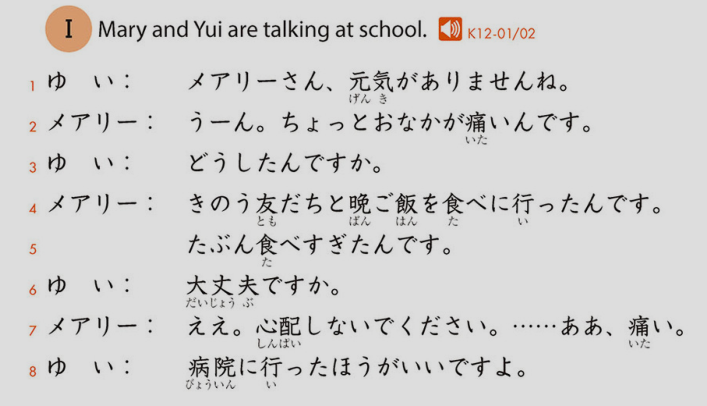 I Mary and Yui are talking at school. K12-01/02
1 ゆい： メアリーさん、元気がありませんね。
げんき
2 メアリー： うーん。ちょっとおなかが痛いんです。
いた
3 ゆい： どうしたんですか。
4 メアリー： きのう友だちと晩ご飯を食べに行ったんです。
とも ばん はん た い
5 たぶん食べすぎたんです。
た
6 ゆい： 大丈夫ですか。
だいじょうぶ
7 メアリー： ええ。心配しないでください。……ああ、痛い。
しんぱい いた
8 ゆい： 病院に行ったほうがいいですよ。
びょういん い